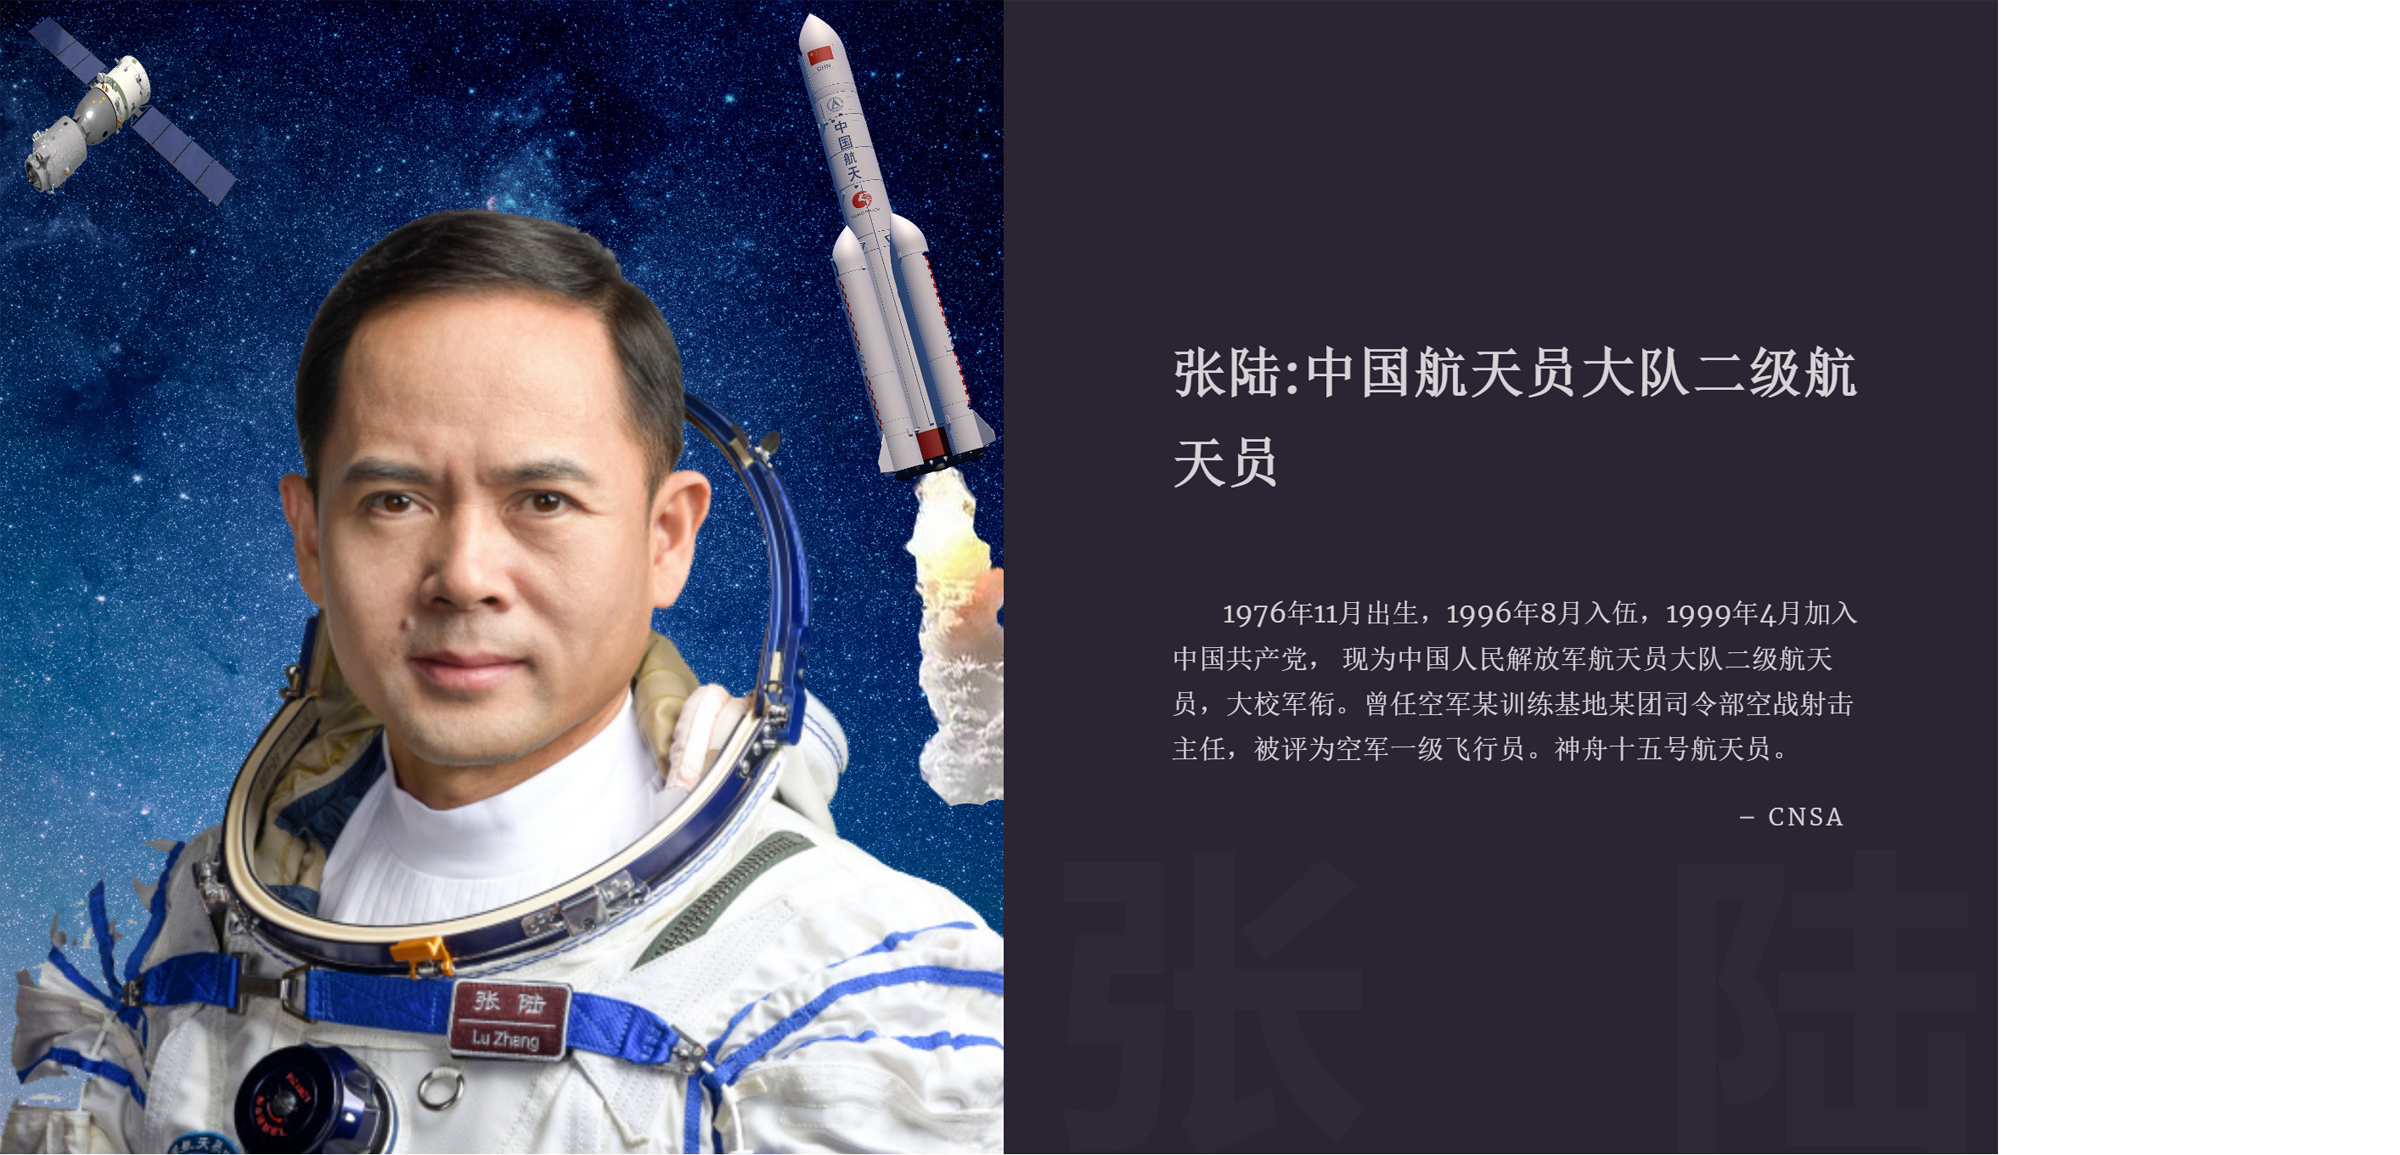 CHN
中国航天
张陆:中国航天员大队二级航
天员
1976年11月出生，1996年8月入伍，1999年4月加入
中国共产党， 现为中国人民解放军航天员大队二级航天
员，大校军衔。曾任空军某训练基地某团司令部空战射击
主任，被评为空军一级飞行员。神舟十五号航天员。
– CNSA
张 陆
张 陆
Lu Zhang